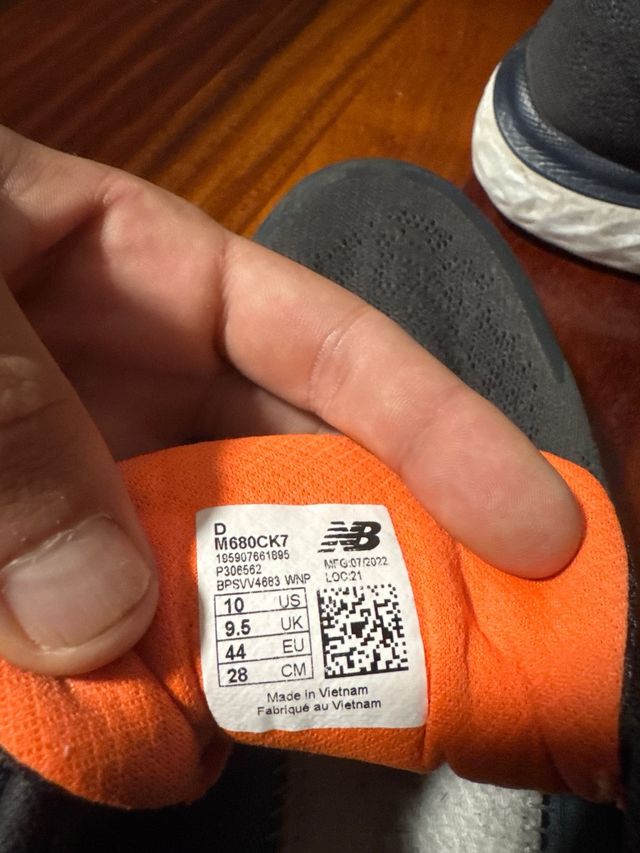 D
M680CK7
195907661895
P306562
BPSVV4683 WNP
NB
MFG:07/2022
LOC:21
10 US
9.5 UK
44 EU
28 CM
Made in Vietnam
Fabriqué au Vietnam